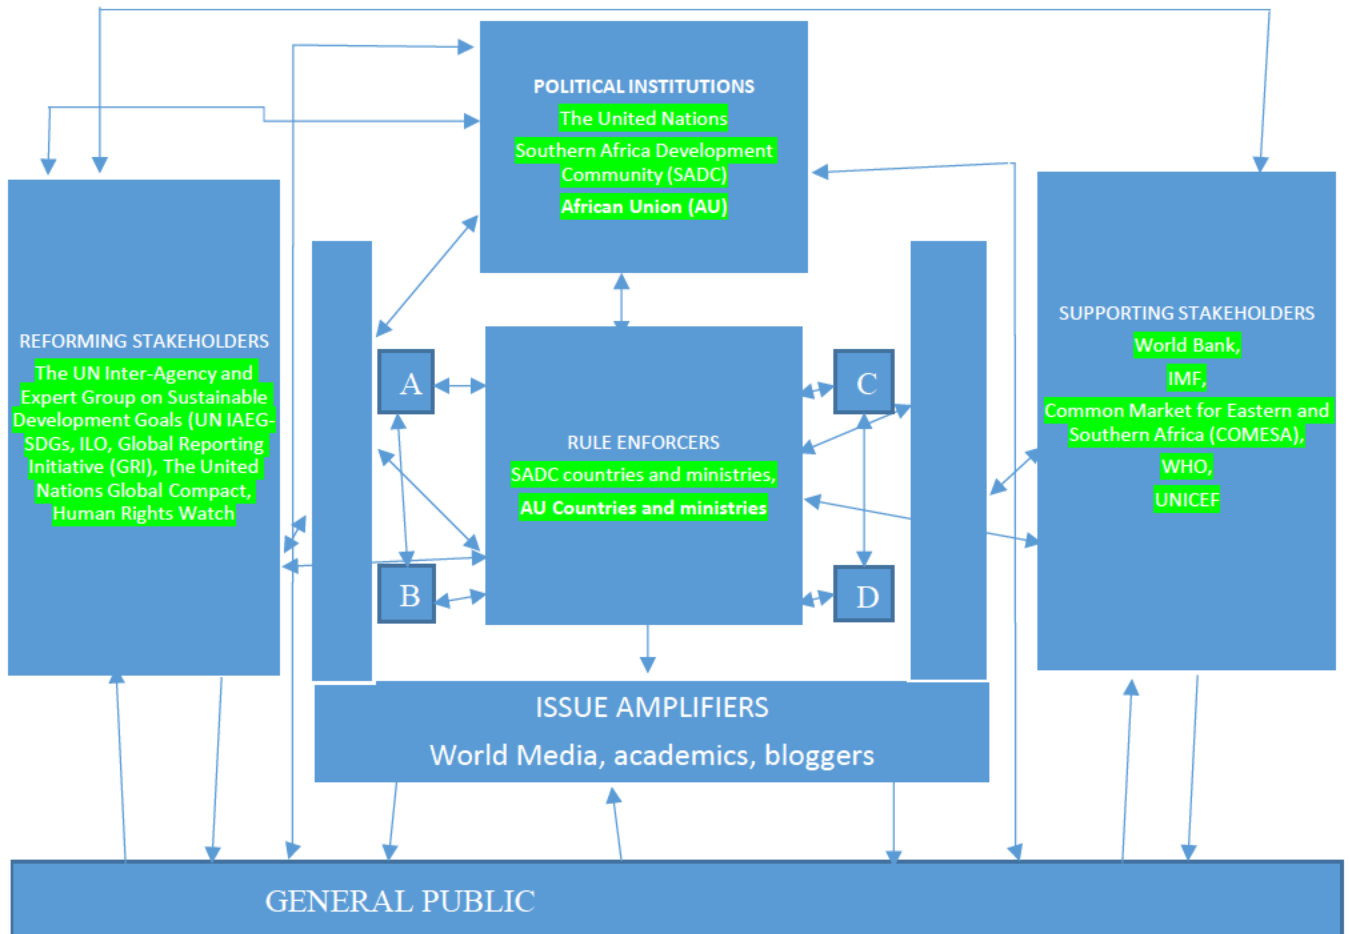 POLITICAL INSTITUTIONS
The United Nations
Southern Africa Development
Community (SADC)
African Union (AU)
REFORMING STAKEHOLDERS
The UN Inter-Agency and
Expert Group on Sustainable
Development Goals (UN IAEG-
SDGs, ILO, Global Reporting
Initiative (GRI), The United
Nations Global Compact,
Human Rights Watch
A
B
RULE ENFORCERS
SADC countries and ministries,
AU Countries and ministries
C
D
SUPPORTING STAKEHOLDERS
World Bank,
IMF,
Common Market for Eastern and
Southern Africa (COMESA),
WHO,
UNICEF
ISSUE AMPLIFIERS
World Media, academics, bloggers
GENERAL PUBLIC